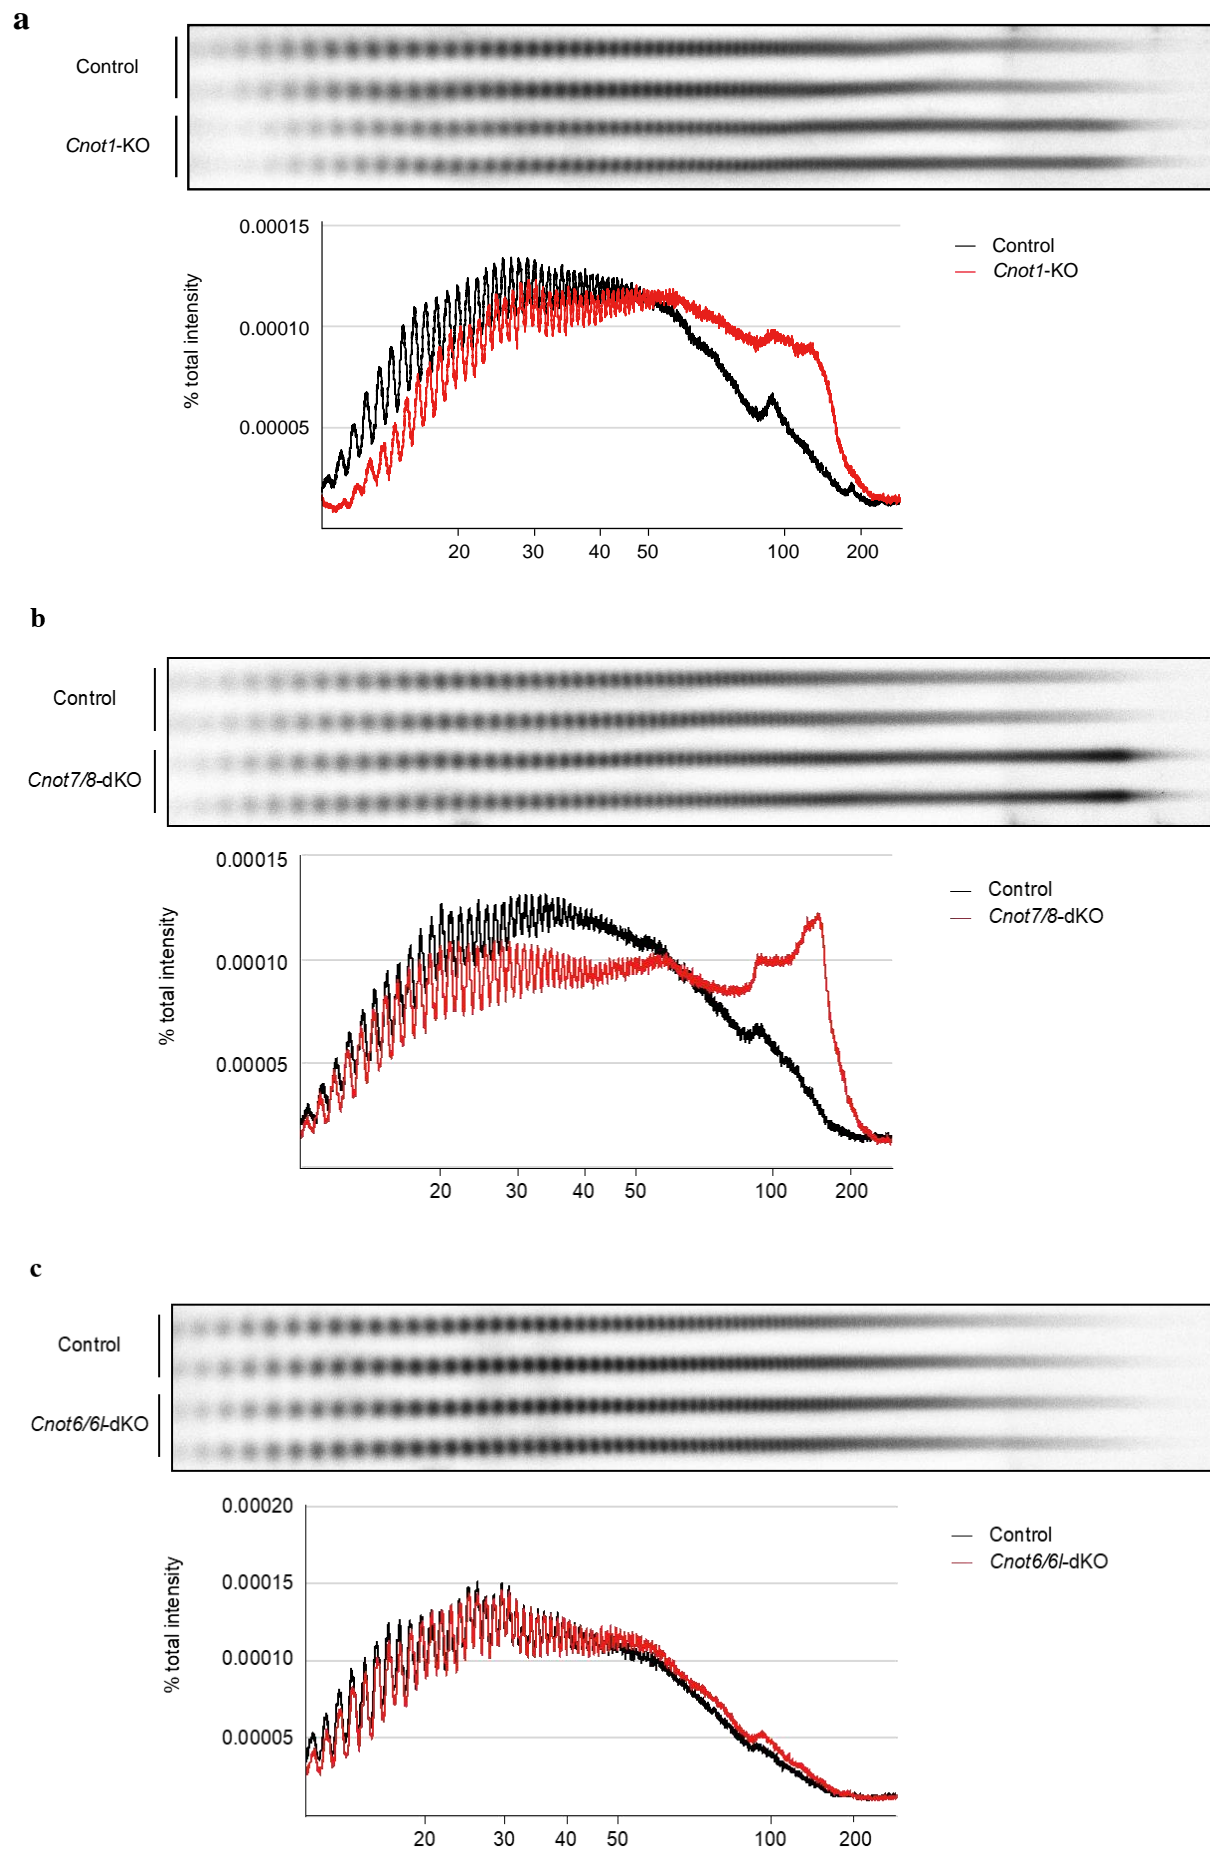 a
Control
Cnot1-KO
0.00015
0.00010
0.00005
% total intensity
Control
Cnot1-KO
20 30 40 50 100 200
b
Control
Cnot7/8-dKO
0.00015
0.00010
0.00005
% total intensity
Control
Cnot7/8-dKO
20 30 40 50 100 200
c
Control
Cnot6/6l-dKO
0.00020
0.00015
0.00010
0.00005
% total intensity
Control
Cnot6/6l-dKO
20 30 40 50 100 200